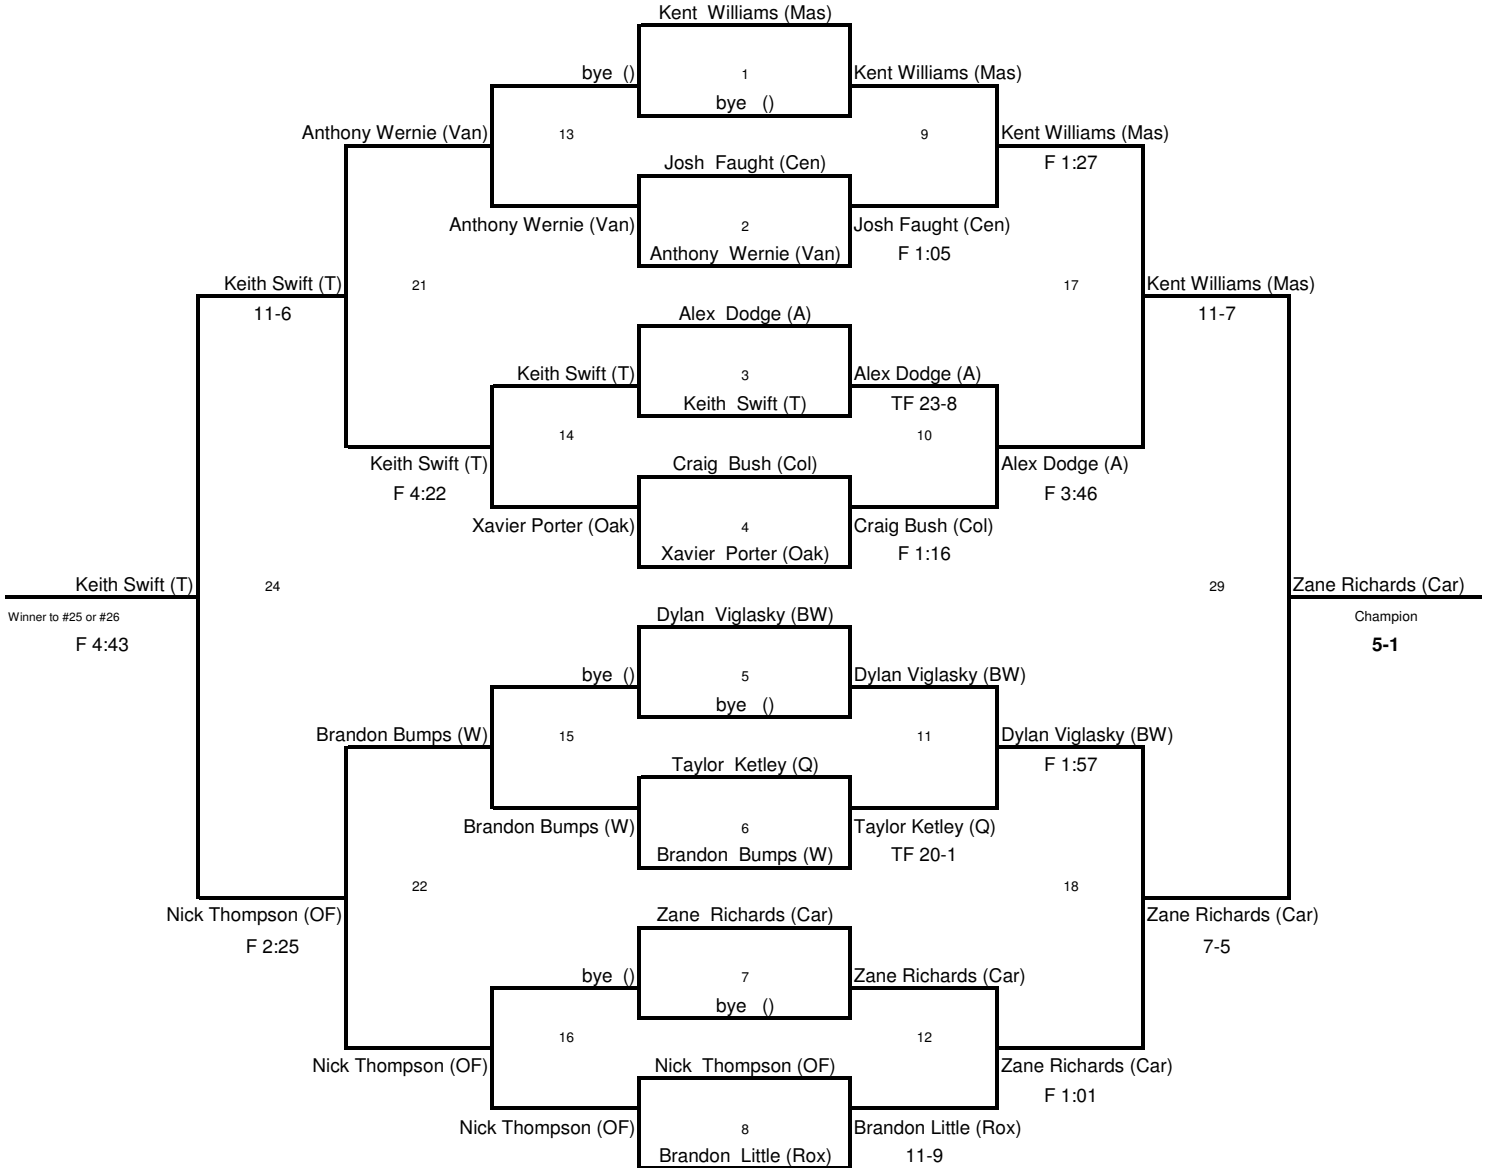 Kent Williams (Mas)
bye () 1 Kent Williams (Mas)
bye ()
Anthony Wernie (Van) 13 9 Kent Williams (Mas)
Josh Faught (Cen) F 1:27
Anthony Wernie (Van) 2 Josh Faught (Cen)
Anthony Wernie (Van) F 1:05
Keith Swift (T) 21 17 Kent Williams (Mas)
11-6 Alex Dodge (A) 11-7
Keith Swift (T) 3 Alex Dodge (A)
Keith Swift (T) TF 23-8
14 10
Keith Swift (T) Craig Bush (Col) Alex Dodge (A)
F 4:22 F 3:46
Xavier Porter (Oak) 4 Craig Bush (Col)
Xavier Porter (Oak) F 1:16
Keith Swift (T) 24 29 Zane Richards (Car)
Winner to #25 or #26 Dylan Viglasky (BW) Champion
F 4:43 5-1
bye () 5 Dylan Viglasky (BW)
bye ()
Brandon Bumps (W) 15 11 Dylan Viglasky (BW)
Taylor Ketley (Q) F 1:57
Brandon Bumps (W) 6 Taylor Ketley (Q)
Brandon Bumps (W) TF 20-1
22 18
Nick Thompson (OF) Zane Richards (Car) Zane Richards (Car)
F 2:25 7-5
bye () 7 Zane Richards (Car)
bye ()
16 12
Nick Thompson (OF) Nick Thompson (OF) Zane Richards (Car)
F 1:01
Nick Thompson (OF) 8 Brandon Little (Rox)
Brandon Little (Rox) 11-9